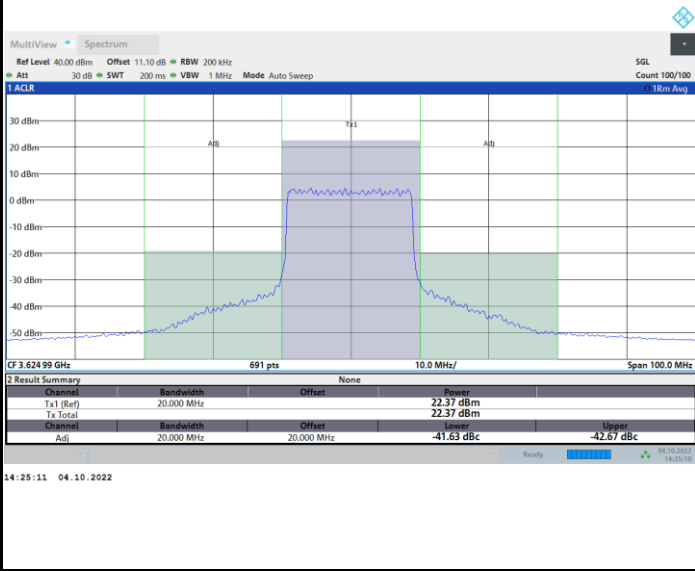 MultiView Spectrum
Ref Level 40.00 dBm Offset 11.10 dB RBW 200 kHz SGL
Att 30 dB SWT 200 ms VBW 1 MHz Mode Auto Sweep Count 100/100
1 ACLR 1Rm Avg
30 dBm
Tx1
20 dBm Adj Adj
10 dBm
0 dBm
-10 dBm
-20 dBm
-30 dBm
-40 dBm
-50 dBm
CF 3.624 99 GHz 691 pts 10.0 MHz/ Span 100.0 MHz
2 Result Summary None
Channel Bandwidth Offset Power
Tx1 (Ref) 20.000 MHz 22.37 dBm
Tx Total 22.37 dBm
Channel Bandwidth Offset Lower Upper
Adj 20.000 MHz 20.000 MHz -41.63 dBc -42.67 dBc
Ready 04.10.2022
14:25:10
14:25:11 04.10.2022